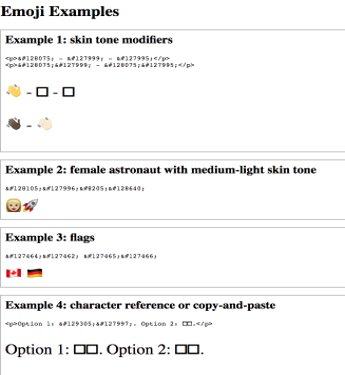 Emoji Examples
Example 1: skin tone modifiers
<p>&#128075; - &#127999; - &#127995;</p>
<p>&#128075;&#127999; - &#128075;&#127995;</p>
👋 - □ - □
👋🏿 - 👋🏻
Example 2: female astronaut with medium-light skin tone
&#128105;&#127996;&#8205;&#128640;
👩🏼🚀
Example 3: flags
&#127464;&#127462; &#127465;&#127466;
🇨🇦 🇩🇪
Example 4: character reference or copy-and-paste
<p>Option 1: &#129305;&#127997;. Option 2: □□.</p>
Option 1: □□. Option 2: □□.